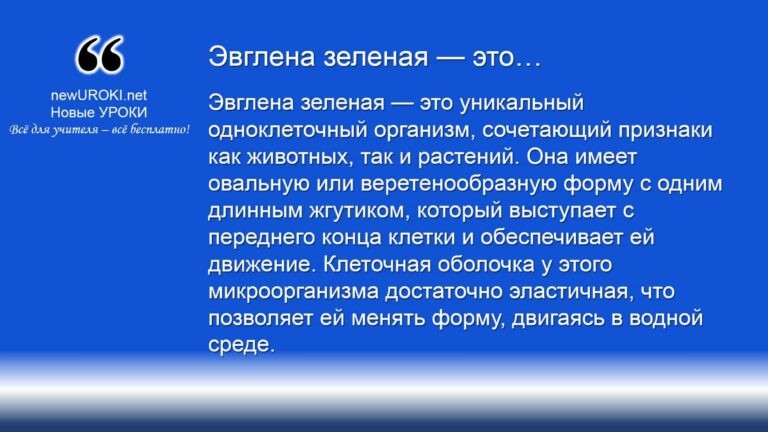 newUROKI.net
Новые УРОКИ
Всё для учителя – всё бесплатно!
Эвглена зеленая — это…
Эвглена зеленая — это уникальный
одноклеточный организм, сочетающий признаки
как животных, так и растений. Она имеет
овальную или веретенообразную форму с одним
длинным жгутиком, который выступает с
переднего конца клетки и обеспечивает ей
движение. Клеточная оболочка у этого
микроорганизма достаточно эластичная, что
позволяет ей менять форму, двигаясь в водной
среде.